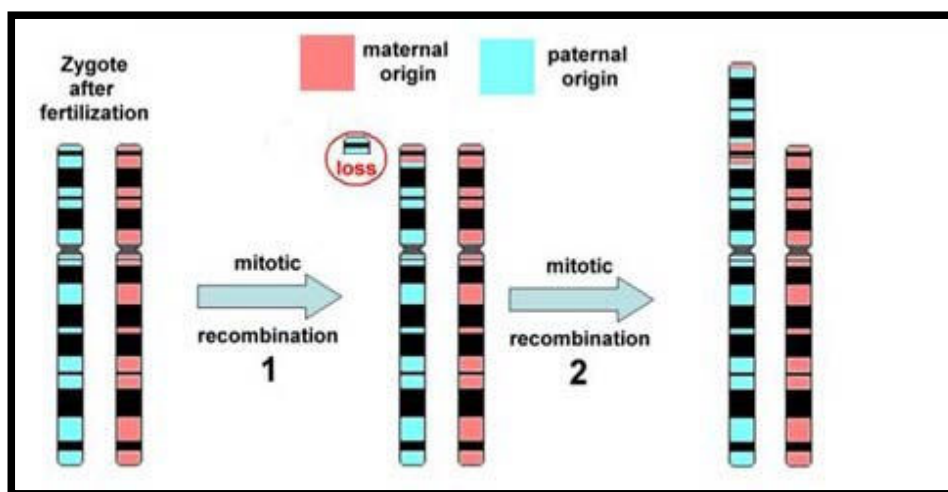 Zygote
after
fertilization
maternal
origin
paternal
origin
loss
mitotic
recombination
1
mitotic
recombination
2